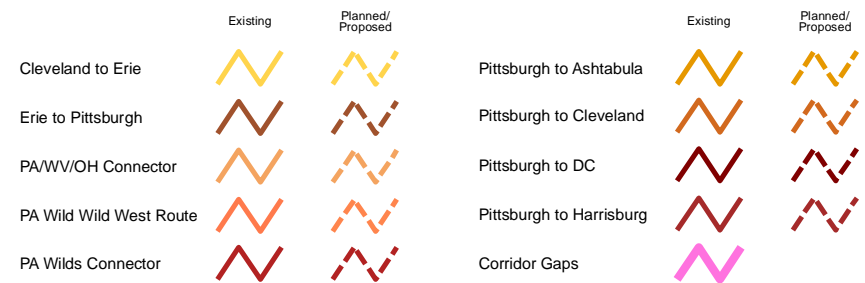 Existing
Planned/
Proposed
Cleveland to Erie
Erie to Pittsburgh
PA/WV/OH Connector
PA Wild Wild West Route
PA Wilds Connector
Existing
Planned/
Proposed
Pittsburgh to Ashtabula
Pittsburgh to Cleveland
Pittsburgh to DC
Pittsburgh to Harrisburg
Corridor Gaps